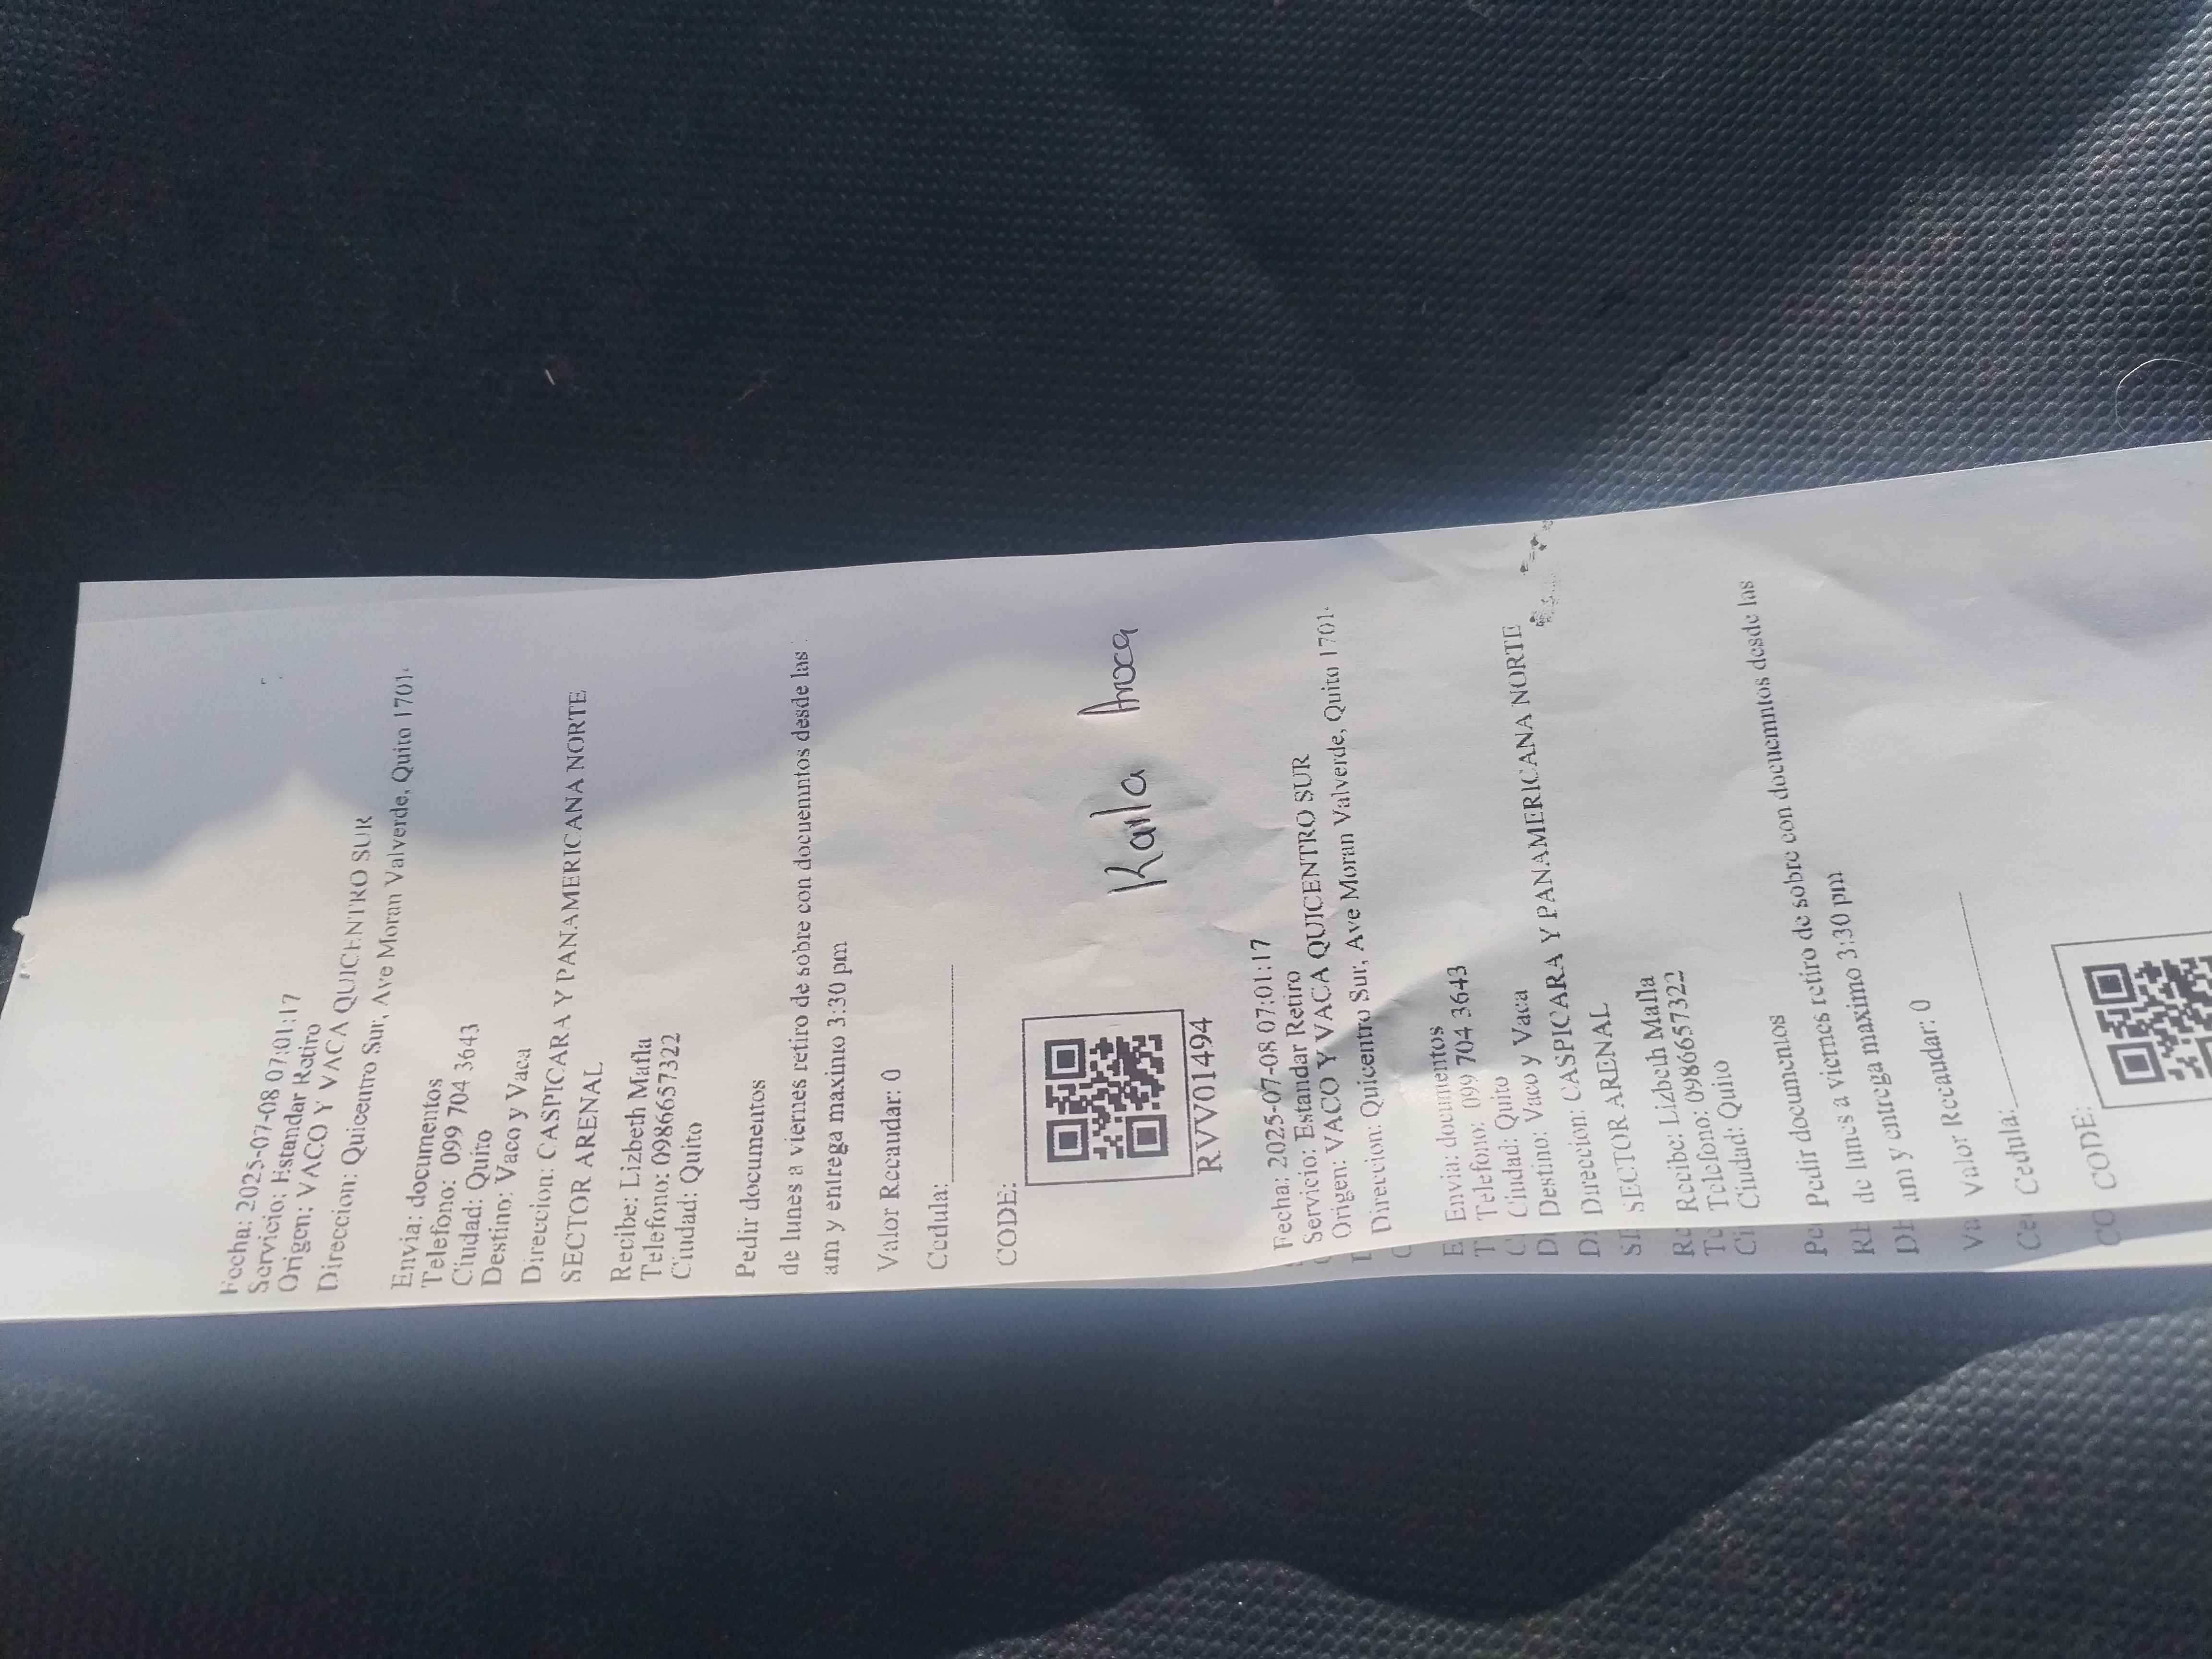 Fecha: 2025-07-08 07:01:17
Servicio: Estandar Retiro
Origen: VACO Y VACA QUICENTRO SUR
Direccion: Quicentro Sur, Ave Moran Valverde, Quito 1701
Envia: documentos
Telefono: 099 704 3643
Ciudad: Quito
Destino: Vaco y Vaca
Direccion: CASPICARA Y PANAMERICANA NORTE
SECTOR ARENAL
Recibe: Lizbeth Mafla
Telefono: 0986657322
Ciudad: Quito
Pedir documentos
de lunes a viernes retiro de sobre con docuemntos desde las
am y entrega maximo 3:30 pm
Valor Recaudar: 0
Cedula:
CODE:
RVV01494
Karla Aroca
Fecha: 2025-07-08 07:01:17
Servicio: Estandar Retiro
Origen: VACO Y VACA QUICENTRO SUR
Direccion: Quicentro Sur, Ave Moran Valverde, Quito 1701
Envia: documentos
Telefono: 099 704 3643
Ciudad: Quito
Destino: Vaco y Vaca
Direccion: CASPICARA Y PANAMERICANA NORTE
SECTOR ARENAL
Recibe: Lizbeth Mafla
Telefono: 0986657322
Ciudad: Quito
Pedir documentos
de lunes a viernes retiro de sobre con docuemntos desde las
am y entrega maximo 3:30 pm
Valor Recaudar: 0
Cedula:
CODE: